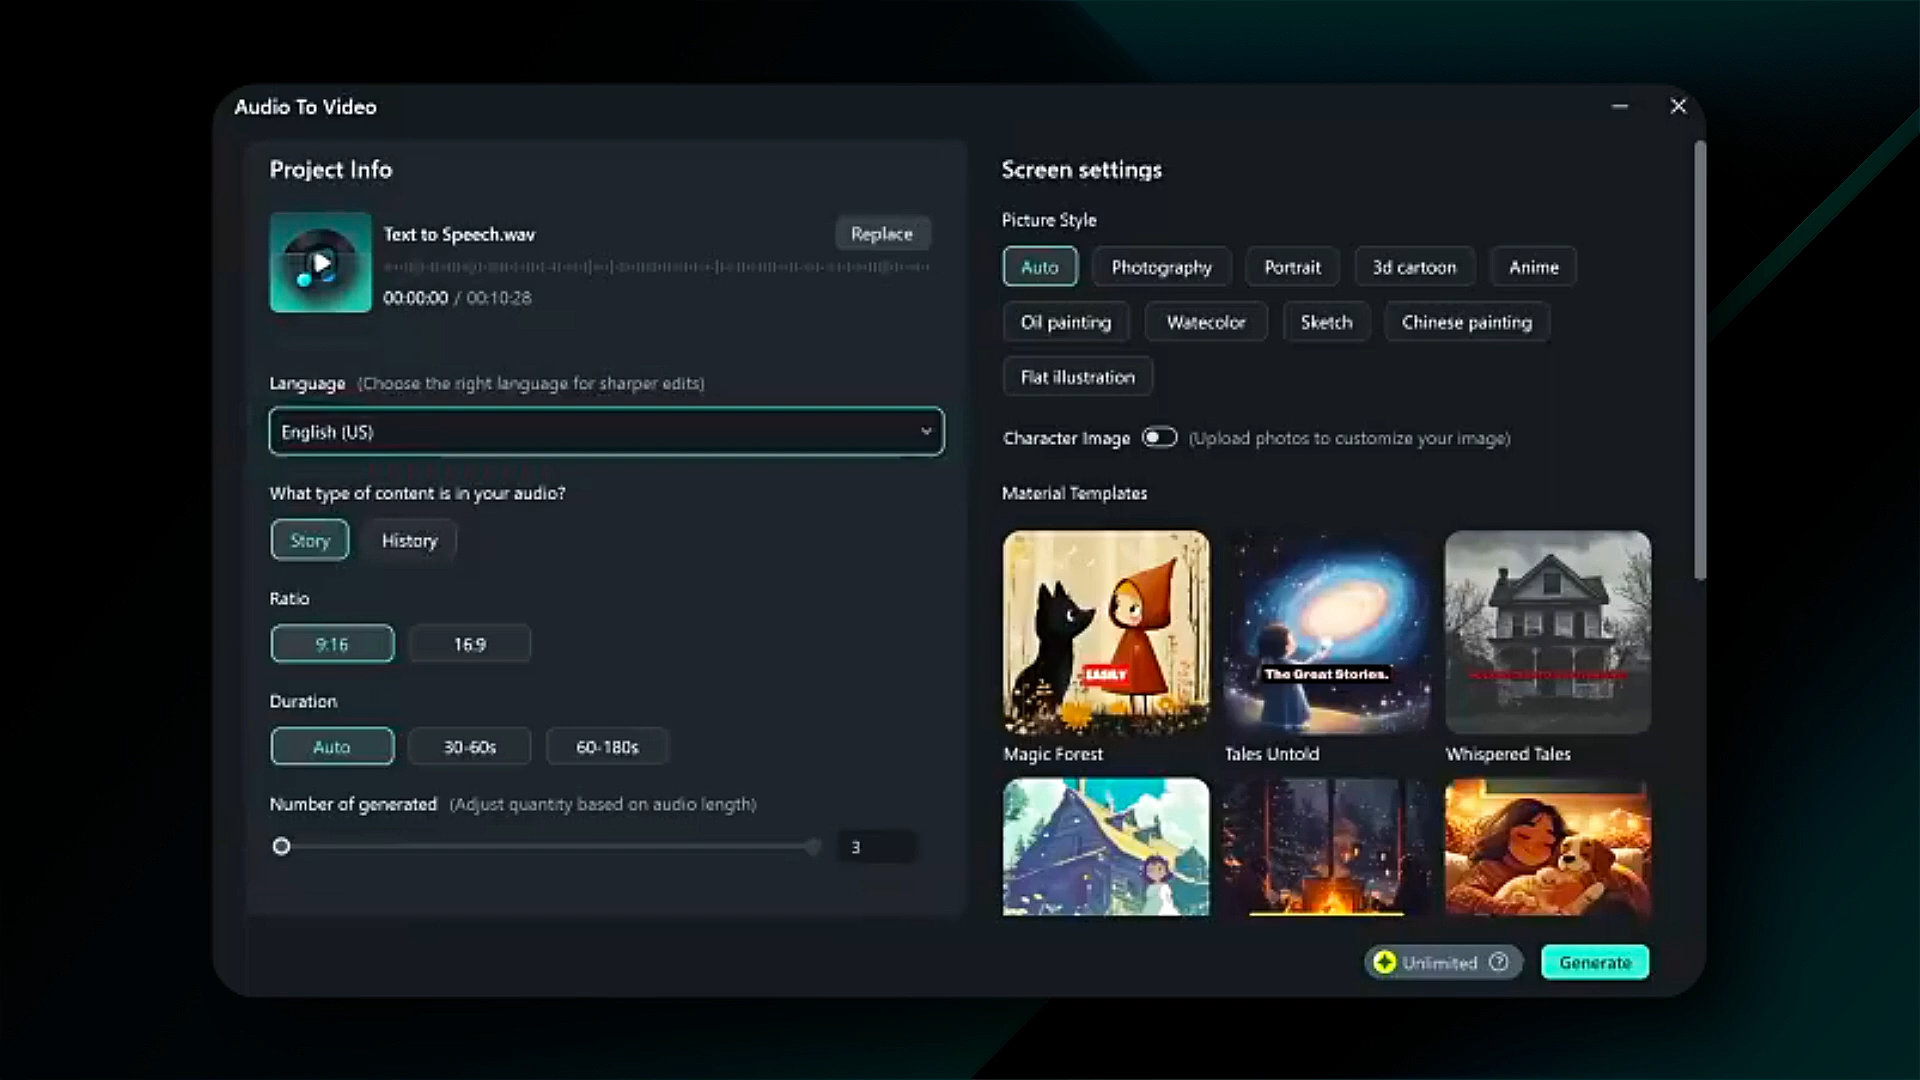 Audio To Video
Project Info
Text to Speech.wav
Replace
00:00:00 / 00:10:28
Language (Choose the right language for sharper edits)
English (US)
What type of content is in your audio?
Story History
Ratio
9:16 16:9
Duration
Auto 30-60s 60-180s
Number of generated (Adjust quantity based on audio length)
3
Screen settings
Picture Style
Auto Photography Portrait 3d cartoon Anime
Oil painting Watecolor Sketch Chinese painting
Flat illustration
Character Image (Upload photos to customize your image)
Material Templates
EASILY
The Great Stories.
Magic Forest Tales Untold Whispered Tales
Unlimited ?
Generate